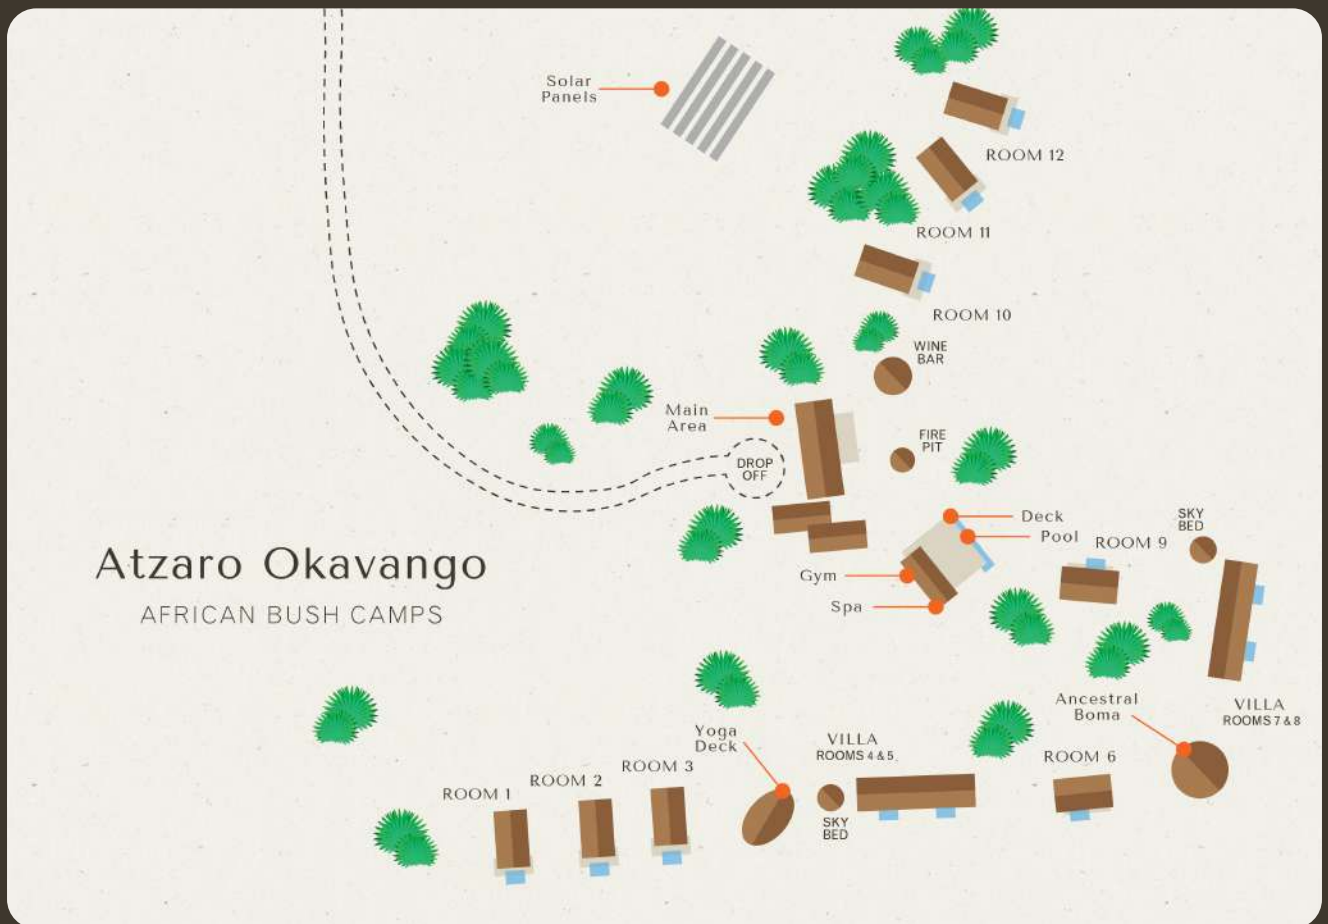 Solar
Panels
ROOM 12
ROOM 11
ROOM 10
WINE
BAR
Main
Area
FIRE
PIT
DROP
OFF
Deck
Pool
SKY
BED
ROOM 9
Gym
Spa
Atzaro Okavango
AFRICAN BUSH CAMPS
Ancestral
Boma
VILLA
ROOMS 7 & 8
Yoga
Deck
VILLA
ROOMS 4 & 5
ROOM 6
ROOM 3
ROOM 2
ROOM 1
SKY
BED